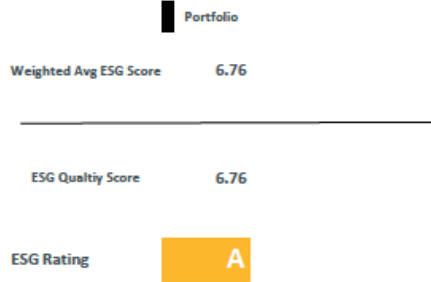 Portfolio
Weighted Avg ESG Score 6.76
ESG Qualtiy Score 6.76
ESG Rating A